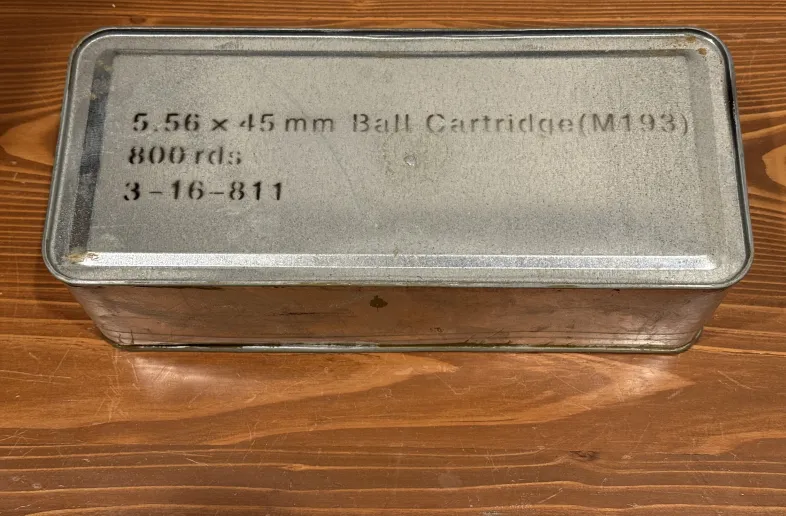 5.56 x 45 mm Ball Cartridge(M193)
800 rds
3-16-811